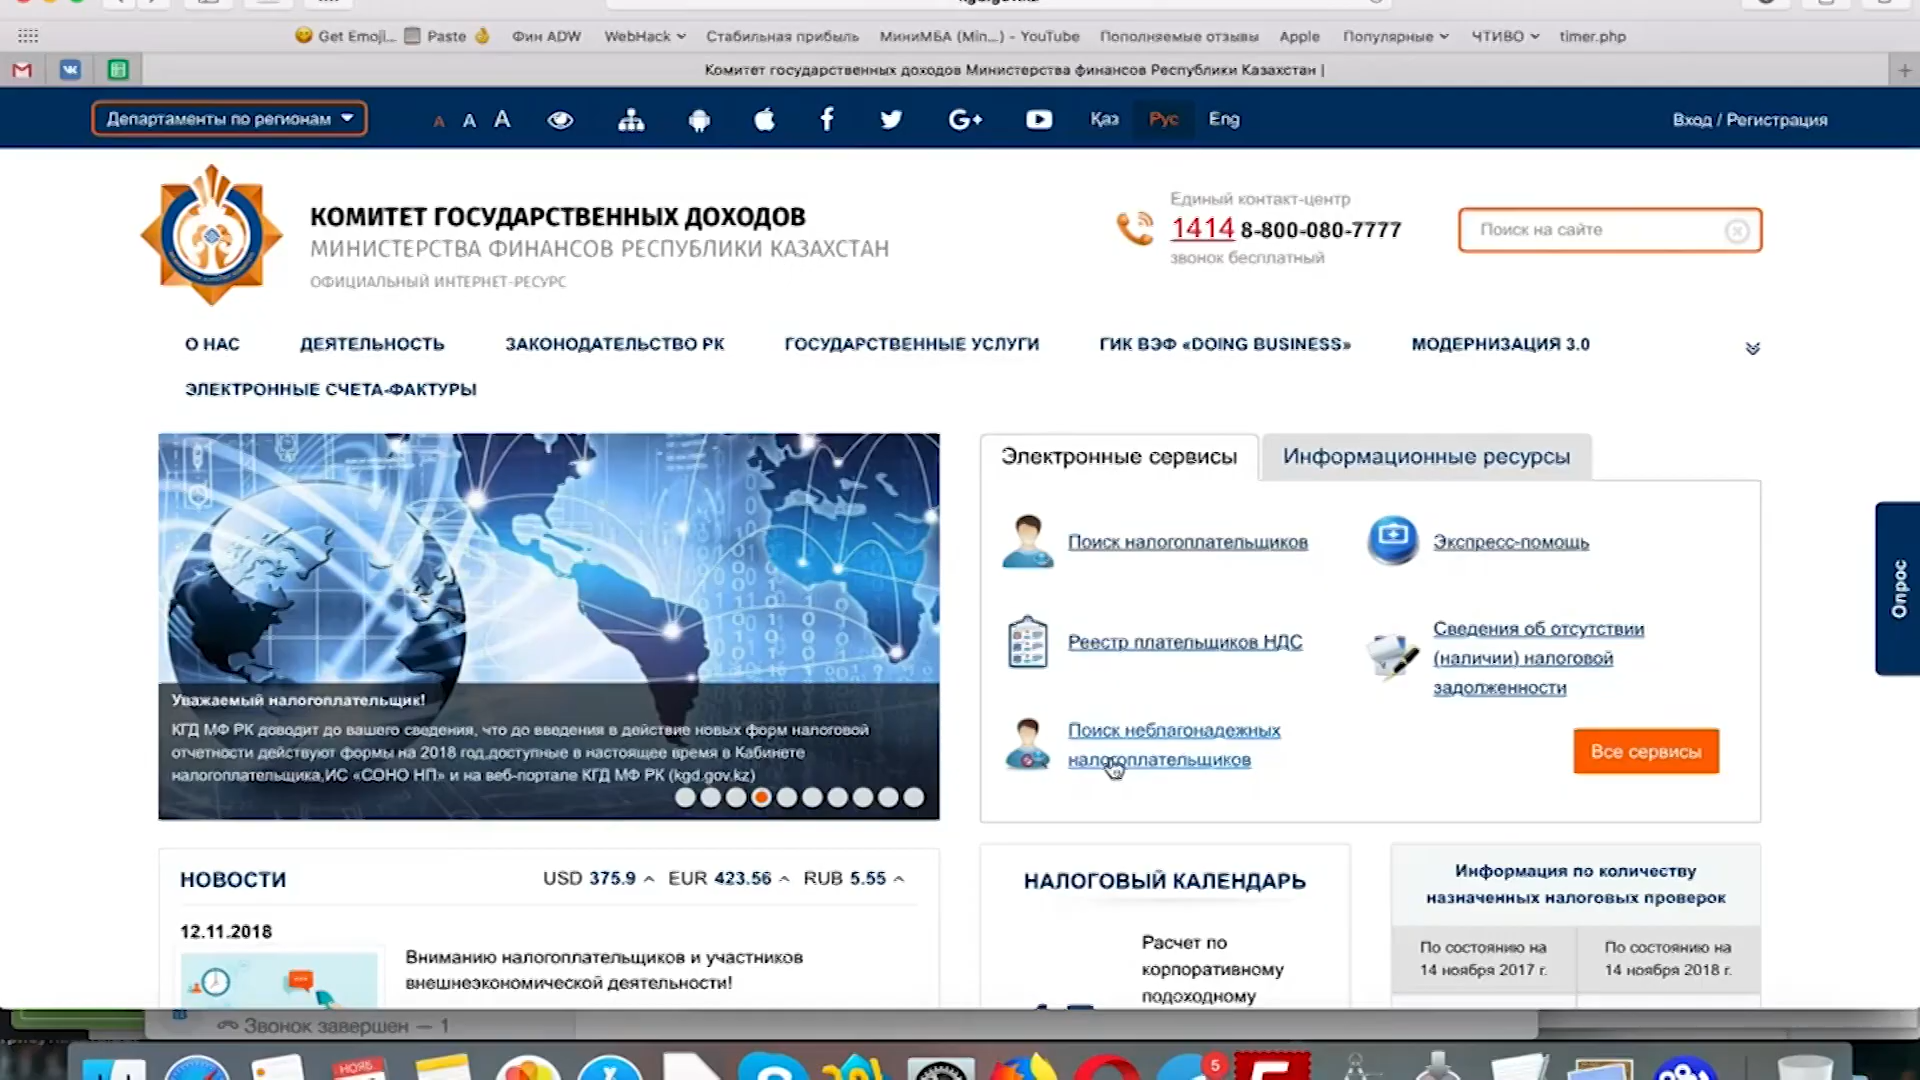 Get Emoji... Paste Фин ADW WebHack Стабильная прибыль МиниМБА (Min...) - YouTube Пополняемые отзывы Apple Популярные ЧТИВО timer.php
Комитет государственных доходов Министерства финансов Республики Казахстан |
Департаменты по регионам А А А Қаз Рус Eng Вход / Регистрация
КОМИТЕТ ГОСУДАРСТВЕННЫХ ДОХОДОВ
МИНИСТЕРСТВА ФИНАНСОВ РЕСПУБЛИКИ КАЗАХСТАН
ОФИЦИАЛЬНЫЙ ИНТЕРНЕТ-РЕСУРС
Единый контакт-центр
1414 8-800-080-7777
звонок бесплатный
Поиск на сайте
О НАС ДЕЯТЕЛЬНОСТЬ ЗАКОНОДАТЕЛЬСТВО РК ГОСУДАРСТВЕННЫЕ УСЛУГИ ГИК ВЭФ «DOING BUSINESS» МОДЕРНИЗАЦИЯ 3.0
ЭЛЕКТРОННЫЕ СЧЕТА-ФАКТУРЫ
Уважаемый налогоплательщик!
КГД МФ РК доводит до вашего сведения, что до введения в действие новых форм налоговой
отчетности действуют формы на 2018 год,доступные в настоящее время в Кабинете
налогоплательщика,ИС «СОНО НП» и на веб-портале КГД МФ РК (kgd.gov.kz)
Электронные сервисы Информационные ресурсы
Поиск налогоплательщиков
Экспресс-помощь
Реестр плательщиков НДС
Сведения об отсутствии
(наличии) налоговой
задолженности
Поиск неблагонадежных
налогоплательщиков
Все сервисы
Опрос
НОВОСТИ USD 375.9 EUR 423.56 RUB 5.55
12.11.2018
Вниманию налогоплательщиков и участников
внешнеэкономической деятельности!
НАЛОГОВЫЙ КАЛЕНДАРЬ
Расчет по
корпоративному
подоходному
Информация по количеству
назначенных налоговых проверок
По состоянию на
14 ноября 2017 г.
По состоянию на
14 ноября 2018 г.
Звонок завершен — 1
НОЯБ
5